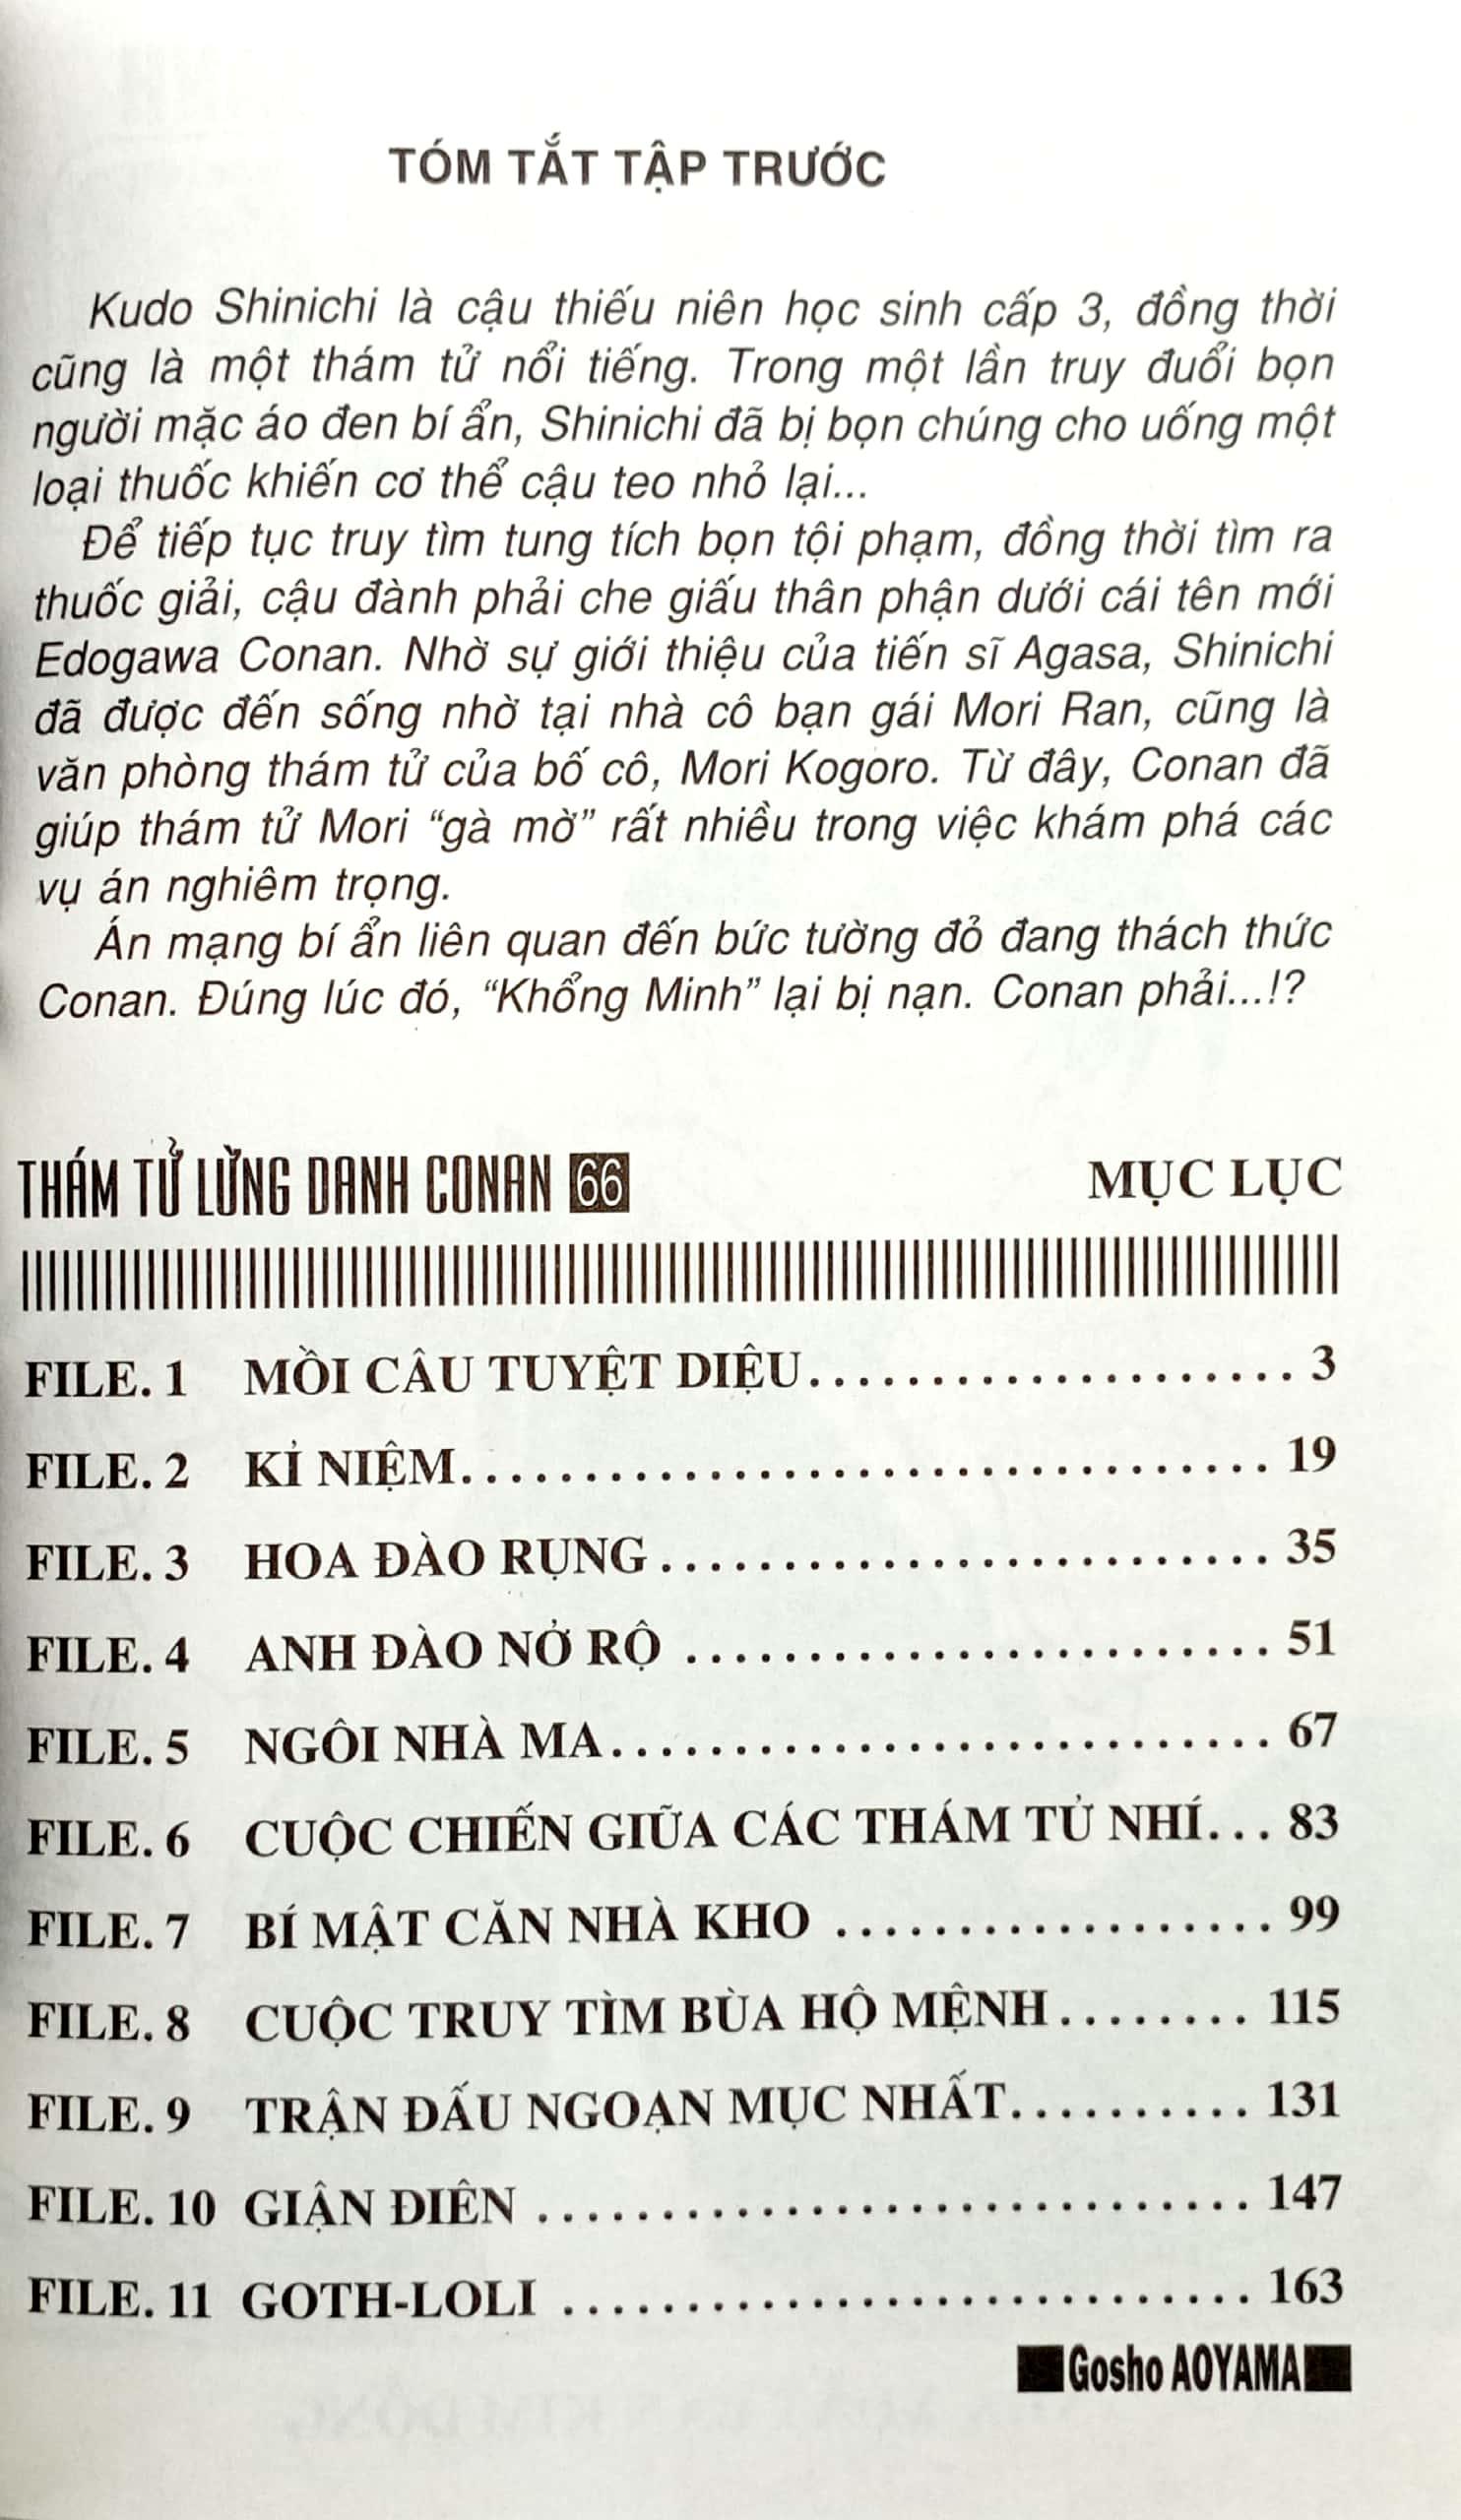 TÓM TẮT TẬP TRƯỚC
Kudo Shinichi là cậu thiếu niên học sinh cấp 3, đồng thời
cũng là một thám tử nổi tiếng. Trong một lần truy đuổi bọn
người mặc áo đen bí ẩn, Shinichi đã bị bọn chúng cho uống một
loại thuốc khiến cơ thể cậu teo nhỏ lại...
Để tiếp tục truy tìm tung tích bọn tội phạm, đồng thời tìm ra
thuốc giải, cậu đành phải che giấu thân phận dưới cái tên mới
Edogawa Conan. Nhờ sự giới thiệu của tiến sĩ Agasa, Shinichi
đã được đến sống nhờ tại nhà cô bạn gái Mori Ran, cũng là
văn phòng thám tử của bố cô, Mori Kogoro. Từ đây, Conan đã
giúp thám tử Mori “gà mờ” rất nhiều trong việc khám phá các
vụ án nghiêm trọng.
Án mạng bí ẩn liên quan đến bức tường đỏ đang thách thức
Conan. Đúng lúc đó, “Khổng Minh” lại bị nạn. Conan phải...!?
THÁM TỬ LỪNG DANH CONAN 66 MỤC LỤC
FILE. 1 MỒI CÂU TUYỆT DIỆU.................... 3
FILE. 2 KỈ NIỆM................................. 19
FILE. 3 HOA ĐÀO RỤNG......................... 35
FILE. 4 ANH ĐÀO NỞ RỘ ........................ 51
FILE. 5 NGÔI NHÀ MA........................... 67
FILE. 6 CUỘC CHIẾN GIỮA CÁC THÁM TỬ NHÍ... 83
FILE. 7 BÍ MẬT CĂN NHÀ KHO .................. 99
FILE. 8 CUỘC TRUY TÌM BÙA HỘ MỆNH........ 115
FILE. 9 TRẬN ĐẤU NGOẠN MỤC NHẤT.......... 131
FILE. 10 GIẬN ĐIÊN ............................. 147
FILE. 11 GOTH-LOLI ............................ 163
Gosho AOYAMA